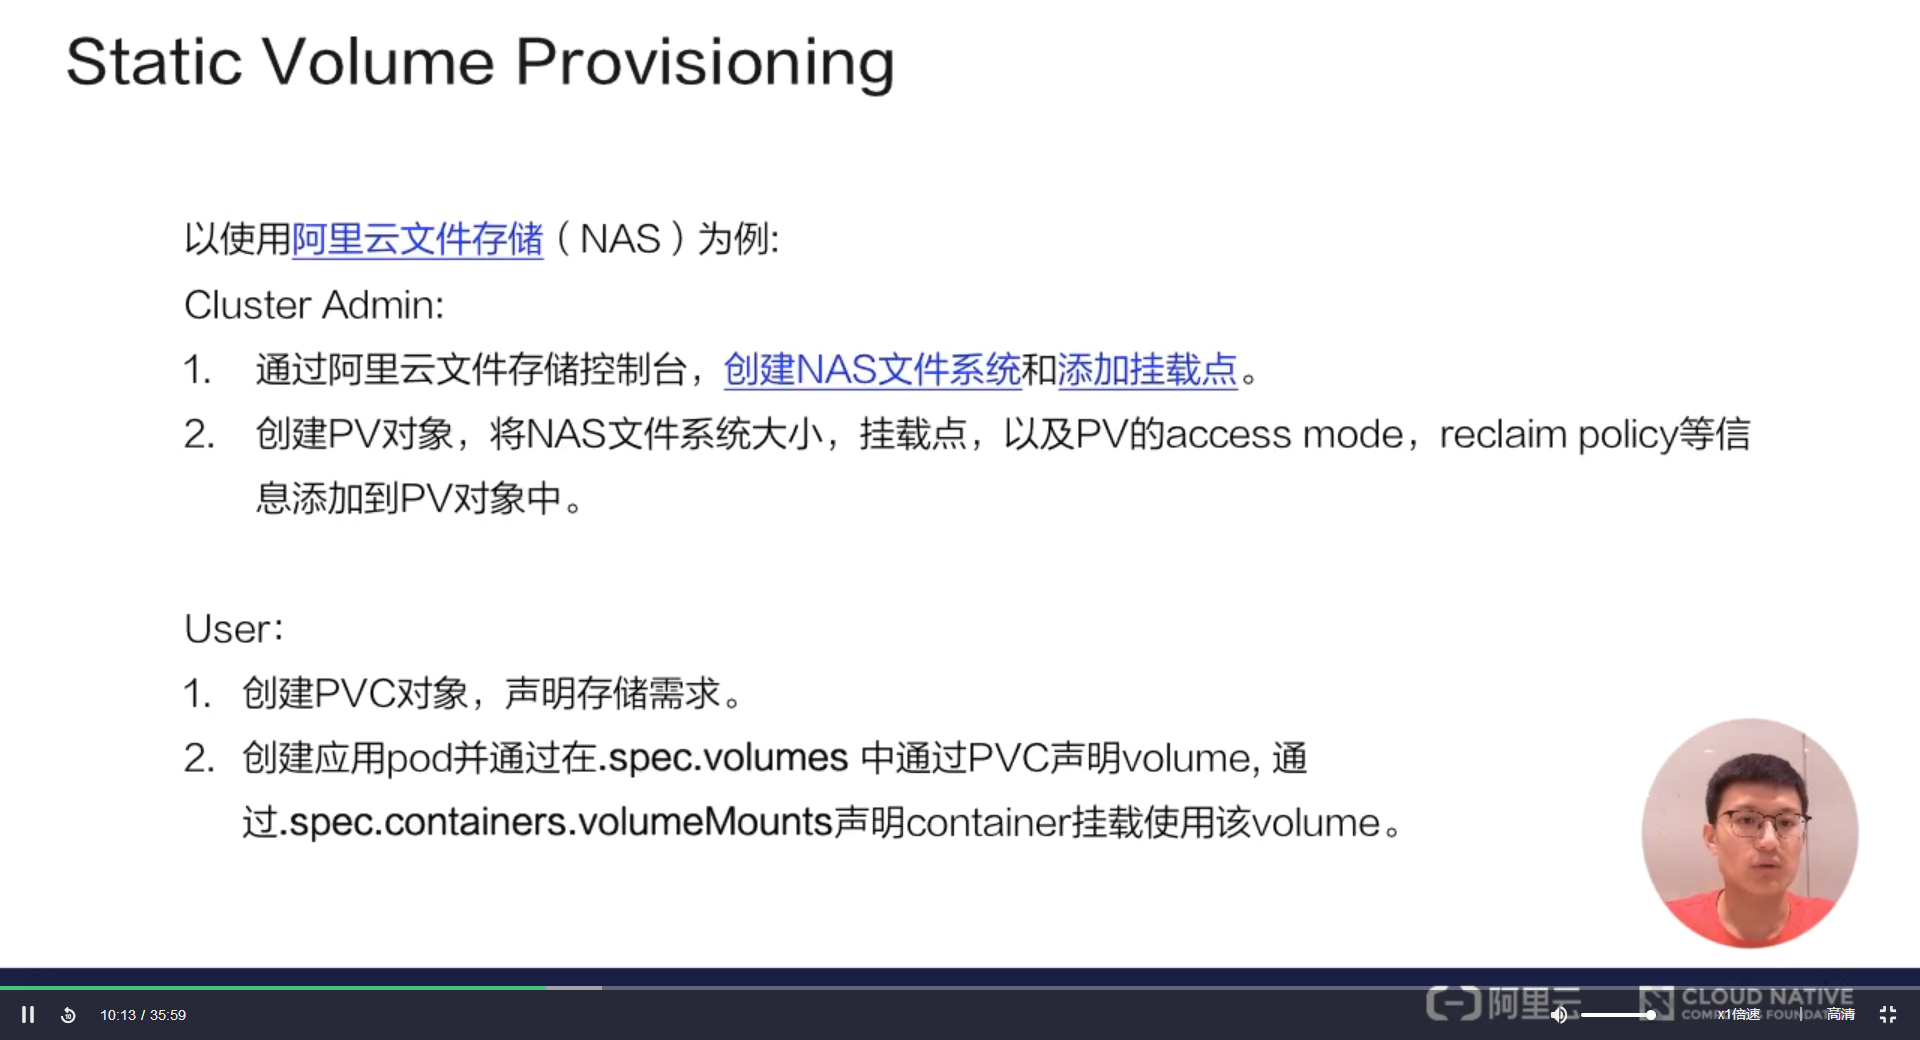 Static Volume Provisioning
以使用阿里云文件存储（NAS）为例:
Cluster Admin:
1. 通过阿里云文件存储控制台，创建NAS文件系统和添加挂载点。
2. 创建PV对象，将NAS文件系统大小，挂载点，以及PV的access mode，reclaim policy等信
息添加到PV对象中。
User：
1. 创建PVC对象，声明存储需求。
2. 创建应用pod并通过在.spec.volumes 中通过PVC声明volume, 通
过.spec.containers.volumeMounts声明container挂载使用该volume。
10:13 / 35:59
阿里云
CLOUD NATIVE
x1倍速 | 高清